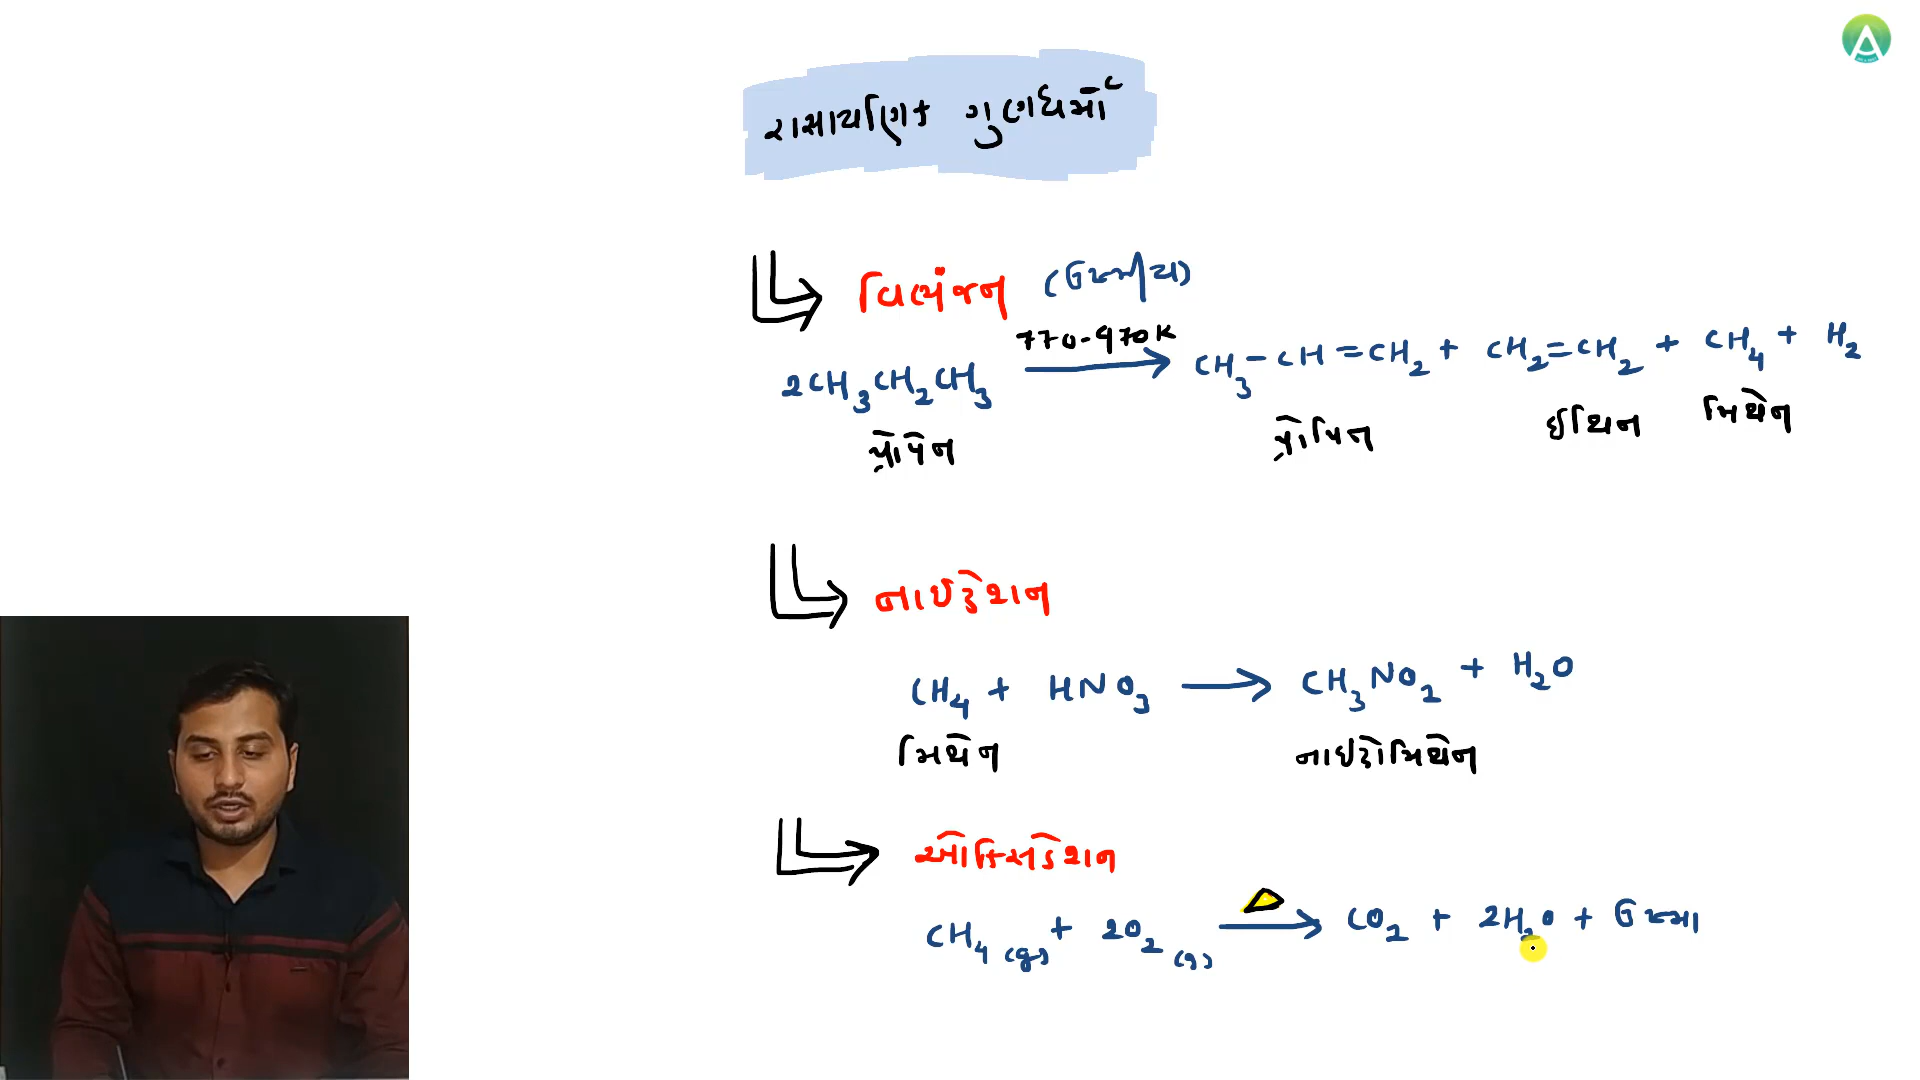 રાસાયણિક ગુણધર્મો
વિભંજન (ઉષ્મીય)
770-970K
2CH₃CH₂CH₃ → CH₃-CH=CH₂ + CH₂=CH₂ + CH₄ + H₂
પ્રોપેન પ્રોપિન ઈથિન મિથેન
નાઈટ્રેશન
CH₄ + HNO₃ → CH₃NO₂ + H₂O
મિથેન નાઈટ્રોમિથેન
ઓક્સિડેશન
Δ
CH₄(g) + 2O₂(g) → CO₂ + 2H₂O + ઉષ્મા